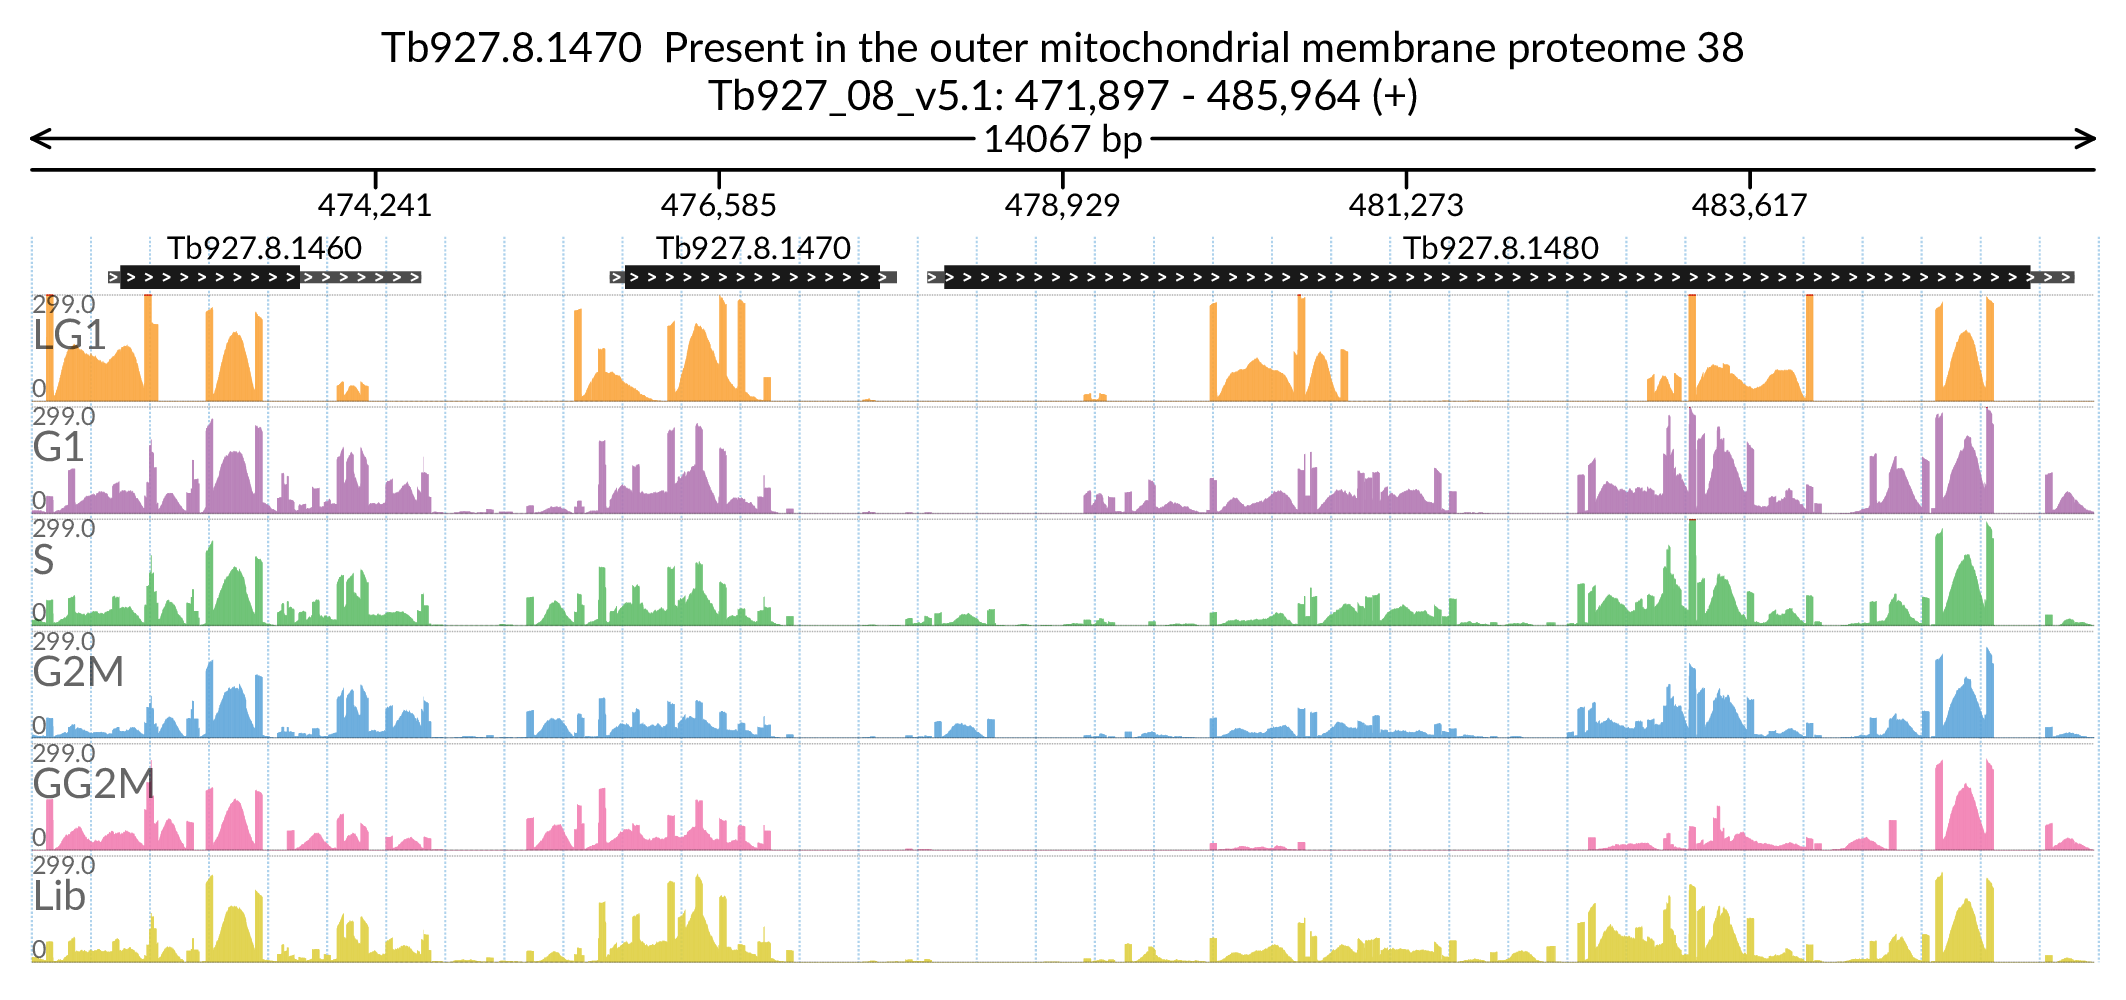 Tb927.8.1470 Present in the outer mitochondrial membrane proteome 38
Tb927_08_v5.1: 471,897 - 485,964 (+)
14067 bp
474,241 476,585 478,929 481,273 483,617
Tb927.8.1460 Tb927.8.1470 Tb927.8.1480
299.0
LG1
0
299.0
G1
0
299.0
S
0
299.0
G2M
0
299.0
GG2M
0
299.0
Lib
0